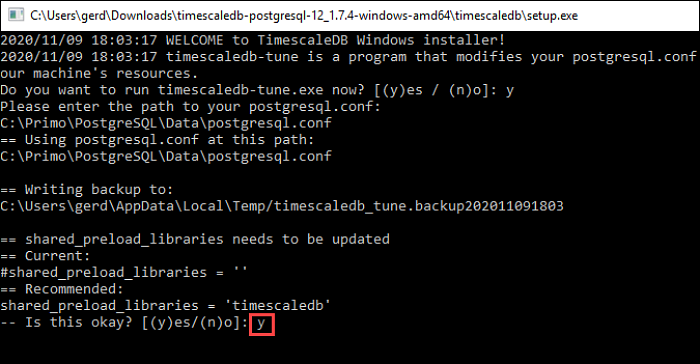 C:\Users\gerd\Downloads\timescaledb-postgresql-12_1.7.4-windows-amd64\timescaledb\setup.exe
2020/11/09 18:03:17 WELCOME to TimescaleDB Windows installer!
2020/11/09 18:03:17 timescaledb-tune is a program that modifies your postgresql.conf
our machine's resources.
Do you want to run timescaledb-tune.exe now? [(y)es / (n)o]: y
Please enter the path to your postgresql.conf:
C:\Primo\PostgreSQL\Data\postgresql.conf
== Using postgresql.conf at this path:
C:\Primo\PostgreSQL\Data\postgresql.conf
== Writing backup to:
C:\Users\gerd\AppData\Local\Temp/timescaledb_tune.backup202011091803
== shared_preload_libraries needs to be updated
== Current:
#shared_preload_libraries = ''
== Recommended:
shared_preload_libraries = 'timescaledb'
-- Is this okay? [(y)es/(n)o]: y